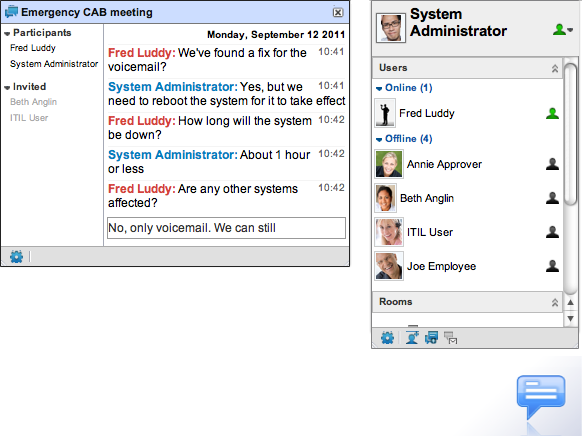 Emergency CAB meeting
Participants
Fred Luddy
System Administrator
Invited
Beth Anglin
ITIL User
Monday, September 12 2011
Fred Luddy: We've found a fix for the 10:41
voicemail?
System Administrator: Yes, but we 10:41
need to reboot the system for it to take effect
Fred Luddy: How long will the system 10:42
be down?
System Administrator: About 1 hour 10:42
or less
Fred Luddy: Are any other systems 10:42
affected?
No, only voicemail. We can still
System
Administrator
Users
Online (1)
Fred Luddy
Offline (4)
Annie Approver
Beth Anglin
ITIL User
Joe Employee
Rooms